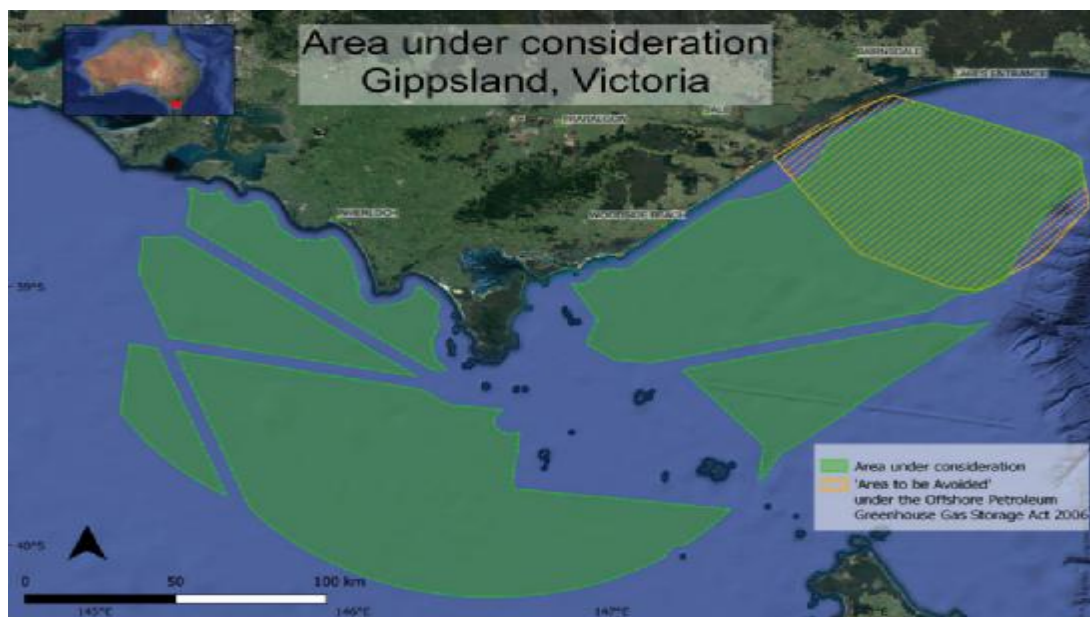 Area under consideration
Gippsland, Victoria
BAIRNSDALE
LAKES ENTRANCE
SALE
TRARALGON
INVERLOCH
WOODSIDE BEACH
39°S
Area under consideration
'Area to be Avoided'
under the Offshore Petroleum
Greenhouse Gas Storage Act 2006
40°S
0 50 100 km
145°E 146°E 147°E